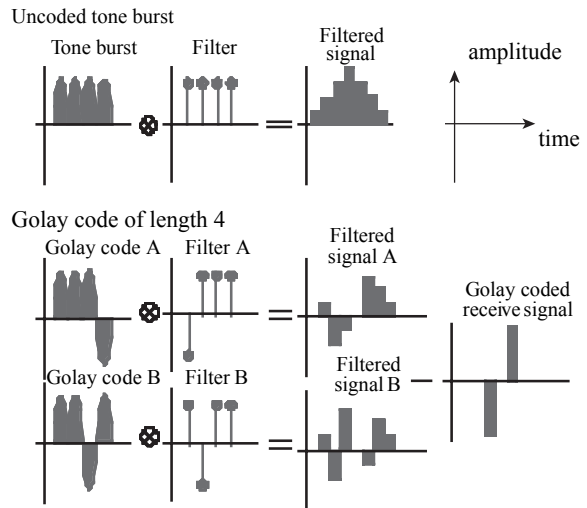 Uncoded tone burst
Tone burst
Filter
Filtered
signal
amplitude
time
Golay code of length 4
Golay code A
Filter A
Filtered
signal A
Golay coded
receive signal
Golay code B
Filter B
Filtered
signal B